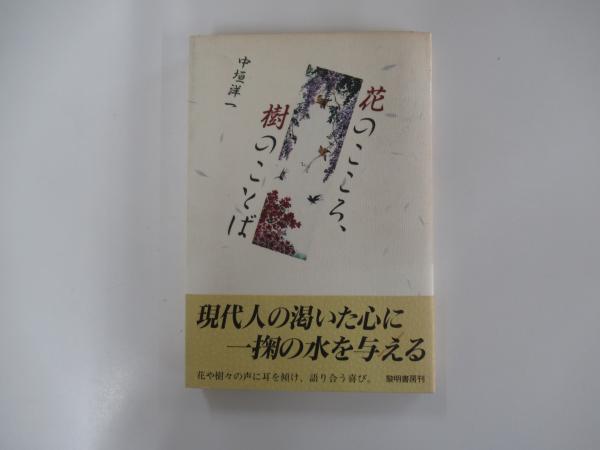 花のこころ、
樹のことば
中垣洋一
現代人の渇いた心に
一掬の水を与える
花や樹々の声に耳を傾け、語り合う喜び。
黎明書房刊